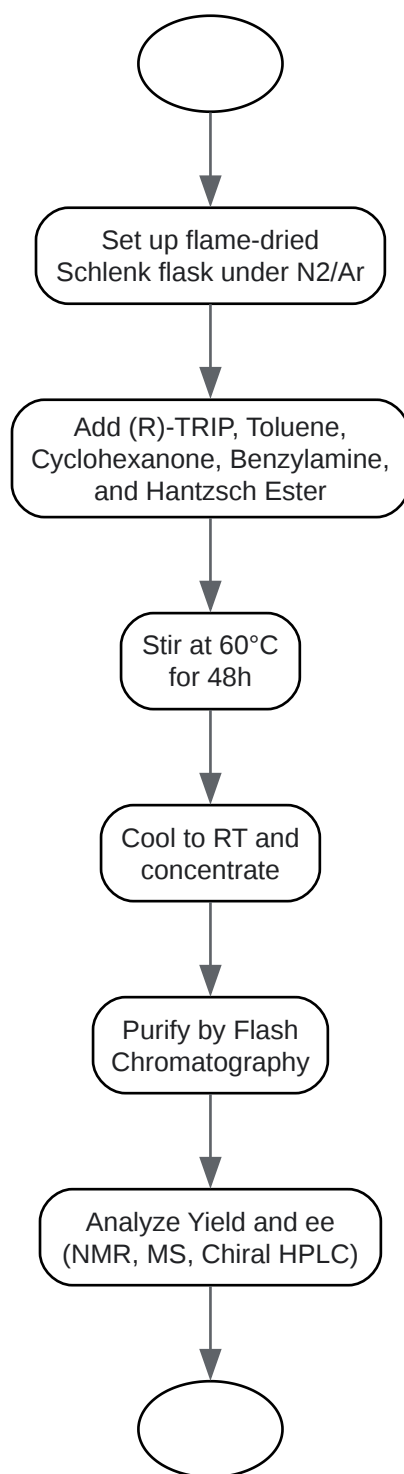 Set up flame-dried
Schlenk flask under N2/Ar
Add (R)-TRIP, Toluene,
Cyclohexanone, Benzylamine,
and Hantzsch Ester
Stir at 60°C
for 48h
Cool to RT and
concentrate
Purify by Flash
Chromatography
Analyze Yield and ee
(NMR, MS, Chiral HPLC)